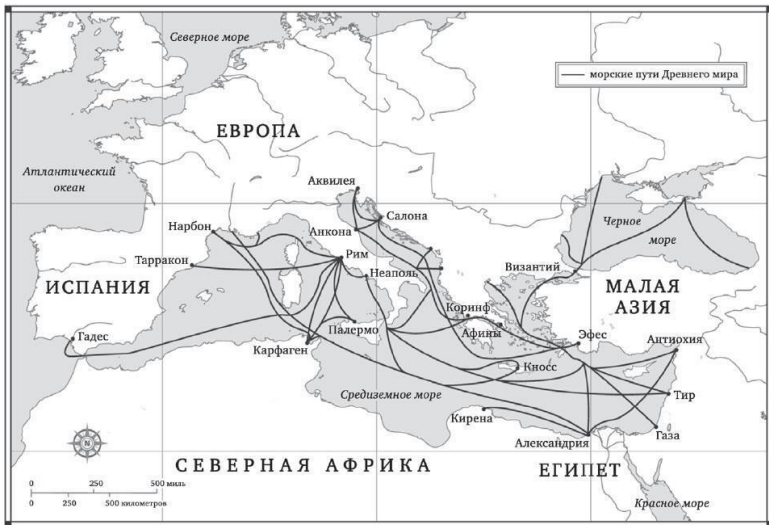 Северное море
морские пути Древнего мира
ЕВРОПА
Атлантический
океан
Аквилея
Салона
Нарбон
Анкона
Черное
море
Рим
Тарракон
Неаполь
Византий
ИСПАНИЯ
МАЛАЯ
АЗИЯ
Коринф
Гадес
Палермо
Афины
Эфес
Антиохия
Карфаген
Кносс
Средиземное море
Тир
Кирена
Газа
Александрия
N
СЕВЕРНАЯ АФРИКА
ЕГИПЕТ
0 250 500 миль
0 250 500 километров
Красное море